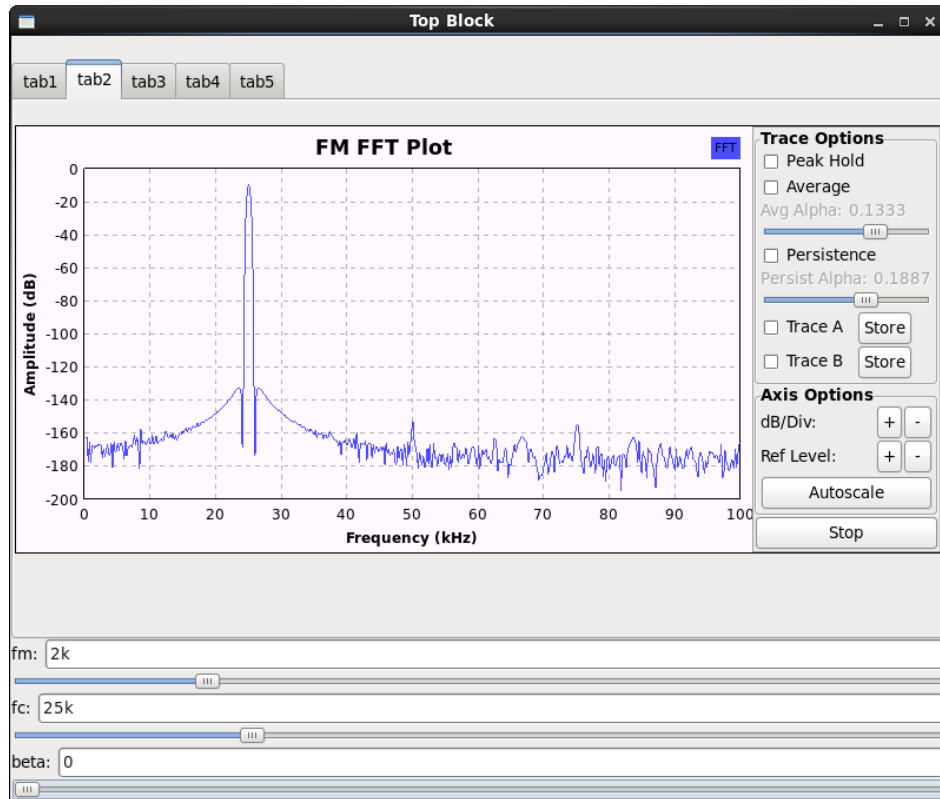 Top Block
tab1 tab2 tab3 tab4 tab5
FM FFT Plot
FFT
0
-20
-40
-60
-80
-100
-120
-140
-160
-180
-200
Amplitude (dB)
0 10 20 30 40 50 60 70 80 90 100
Frequency (kHz)
Trace Options
Peak Hold
Average
Avg Alpha: 0.1333
Persistence
Persist Alpha: 0.1887
Trace A Store
Trace B Store
Axis Options
dB/Div: + -
Ref Level: + -
Autoscale
Stop
fm: 2k
fc: 25k
beta: 0